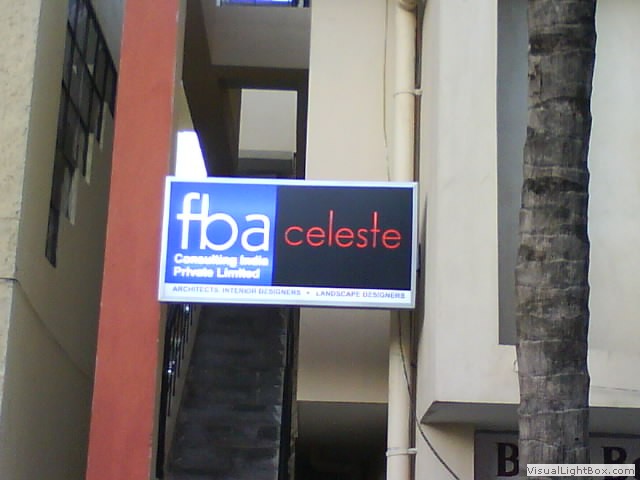 fba
celeste
Consulting India
Private Limited
ARCHITECTS INTERIOR DESIGNERS • LANDSCAPE DESIGNERS
VisualLightBox.com